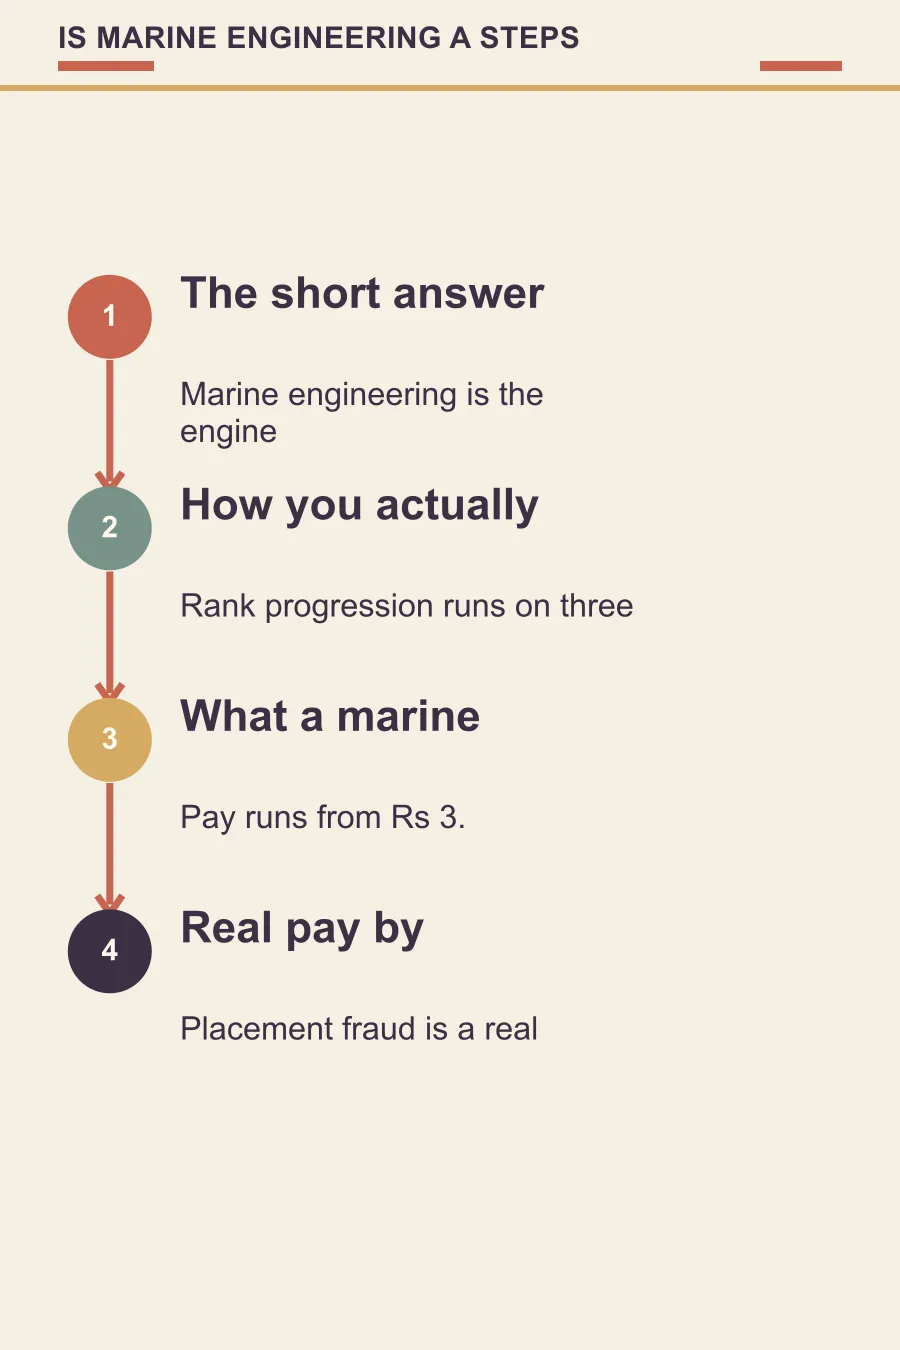 IS MARINE ENGINEERING A STEPS
1
The short answer
Marine engineering is the
engine
2
How you actually
Rank progression runs on three
3
What a marine
Pay runs from Rs 3.
4
Real pay by
Placement fraud is a real